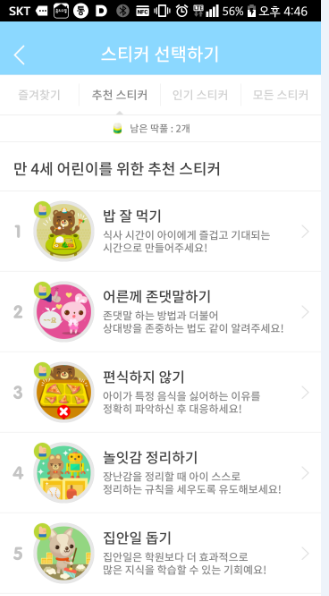 SKT 56% 오후 4:46
스티커 선택하기
즐겨찾기 추천 스티커 인기 스티커 모든 스티커
남은 딱풀 : 2개
만 4세 어린이를 위한 추천 스티커
1 밥 잘 먹기
식사 시간이 아이에게 즐겁고 기대되는
시간으로 만들어주세요!
2 어른께 존댓말하기
존댓말 하는 방법과 더불어
상대방을 존중하는 법도 같이 알려주세요!
3 편식하지 않기
아이가 특정 음식을 싫어하는 이유를
정확히 파악하신 후 대응하세요!
4 놀잇감 정리하기
장난감을 정리할 때 아이 스스로
정리하는 규칙을 세우도록 유도해보세요!
5 집안일 돕기
집안일은 학원보다 더 효과적으로
많은 지식을 학습할 수 있는 기회예요!